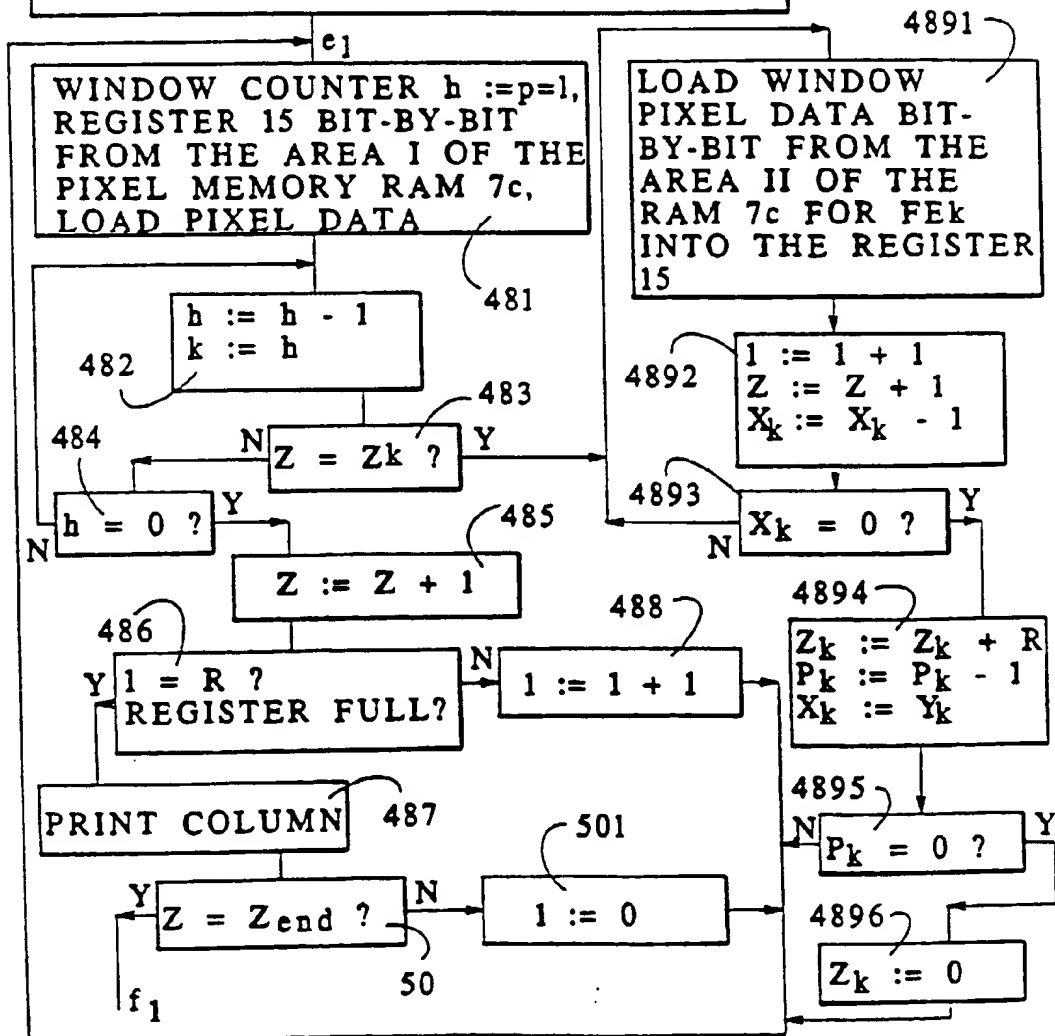 e1
WINDOW COUNTER h :=p=1,
REGISTER 15 BIT-BY-BIT
FROM THE AREA I OF THE
PIXEL MEMORY RAM 7c,
LOAD PIXEL DATA
481
h := h - 1
k := h
482
483
N Z = Zk ? Y
484
h = 0 ? Y
N
485
Z := Z + 1
486
Y 1 = R ? N
REGISTER FULL?
488
1 := 1 + 1
PRINT COLUMN
487
Y Z = Zend ? N
50
501
1 := 0
f1
4891
LOAD WINDOW
PIXEL DATA BIT-
BY-BIT FROM THE
AREA II OF THE
RAM 7c FOR FEk
INTO THE REGISTER
15
4892
1 := 1 + 1
Z := Z + 1
Xk := Xk - 1
4893
N Xk = 0 ? Y
4894
Zk := Zk + R
Pk := Pk - 1
Xk := Yk
4895
N Pk = 0 ? Y
4896
Zk := 0